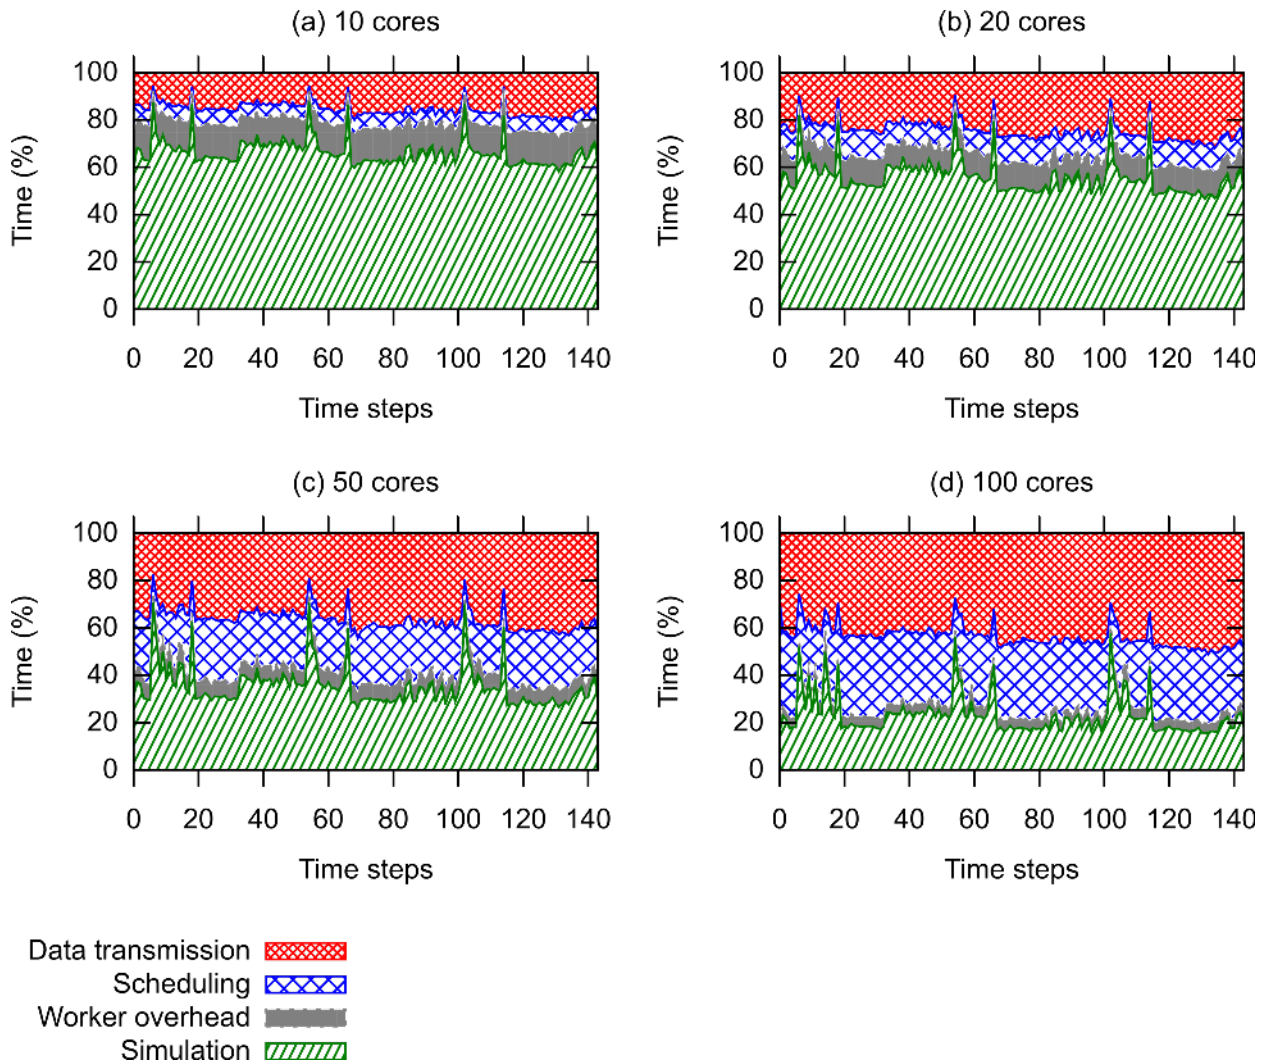 (a) 10 cores
100
80
60
40
20
0
Time (%)
0 20 40 60 80 100 120 140
Time steps
(b) 20 cores
100
80
60
40
20
0
Time (%)
0 20 40 60 80 100 120 140
Time steps
(c) 50 cores
100
80
60
40
20
0
Time (%)
0 20 40 60 80 100 120 140
Time steps
(d) 100 cores
100
80
60
40
20
0
Time (%)
0 20 40 60 80 100 120 140
Time steps
Data transmission
Scheduling
Worker overhead
Simulation